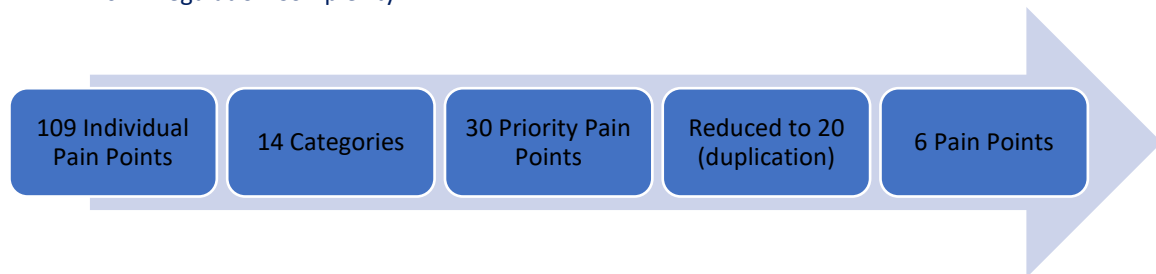 109 Individual
Pain Points
14 Categories
30 Priority Pain
Points
Reduced to 20
(duplication)
6 Pain Points